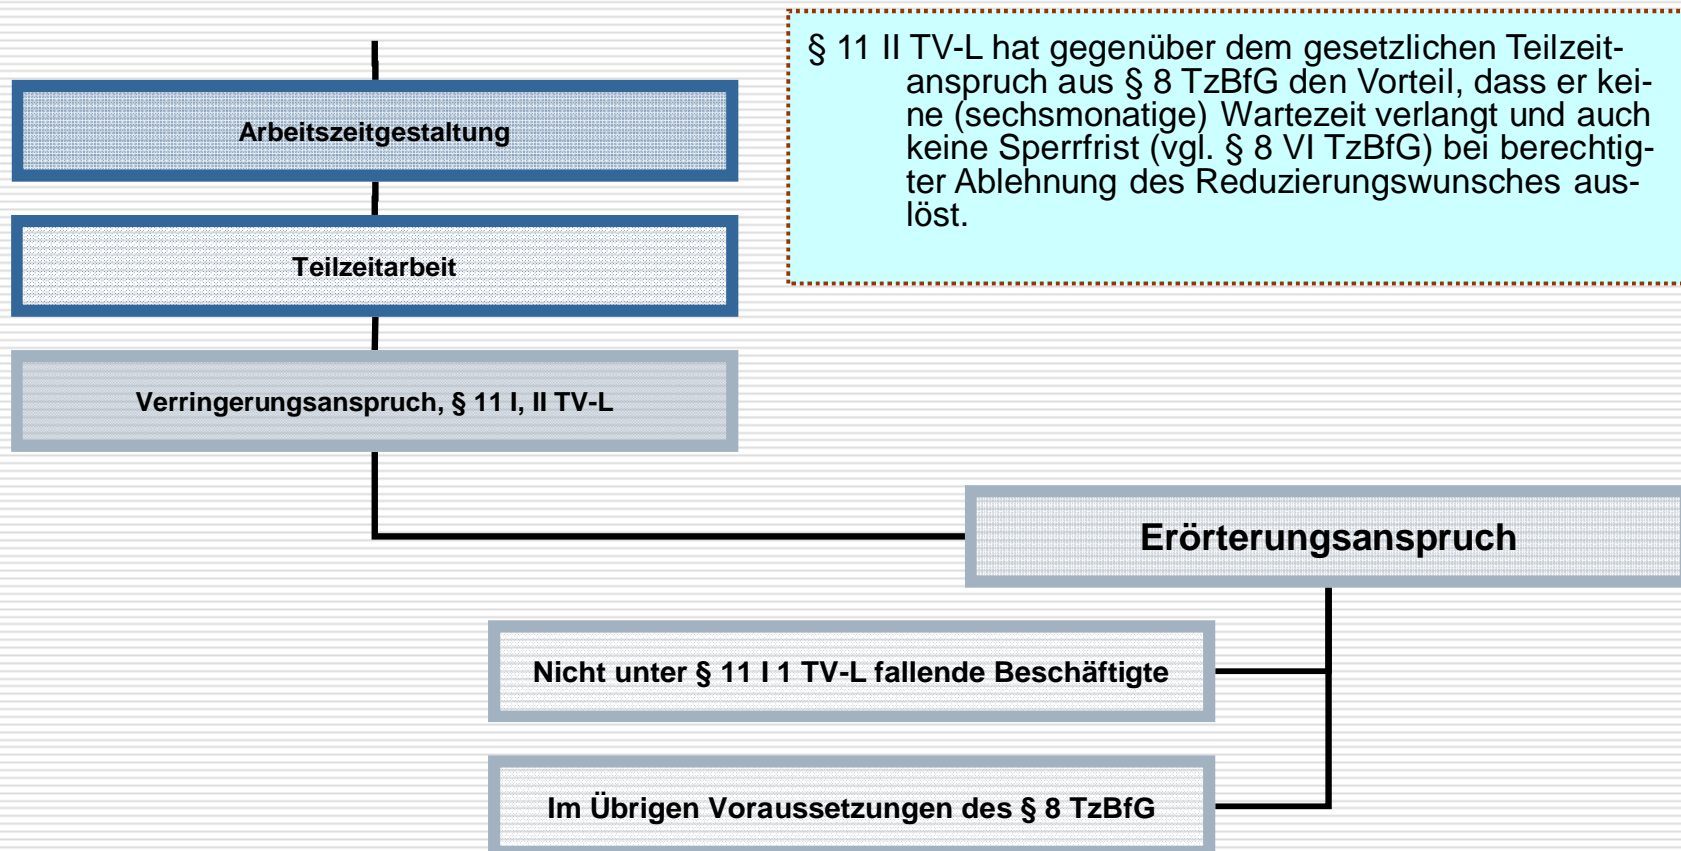 § 11 II TV-L hat gegenüber dem gesetzlichen Teilzeit-
anspruch aus § 8 TzBfG den Vorteil, dass er kei-
ne (sechsmonatige) Wartezeit verlangt und auch
keine Sperrfrist (vgl. § 8 VI TzBfG) bei berechtig-
ter Ablehnung des Reduzierungswunsches aus-
löst.
Arbeitszeitgestaltung
Teilzeitarbeit
Verringerungsanspruch, § 11 I, II TV-L
Erörterungsanspruch
Nicht unter § 11 I 1 TV-L fallende Beschäftigte
Im Übrigen Voraussetzungen des § 8 TzBfG